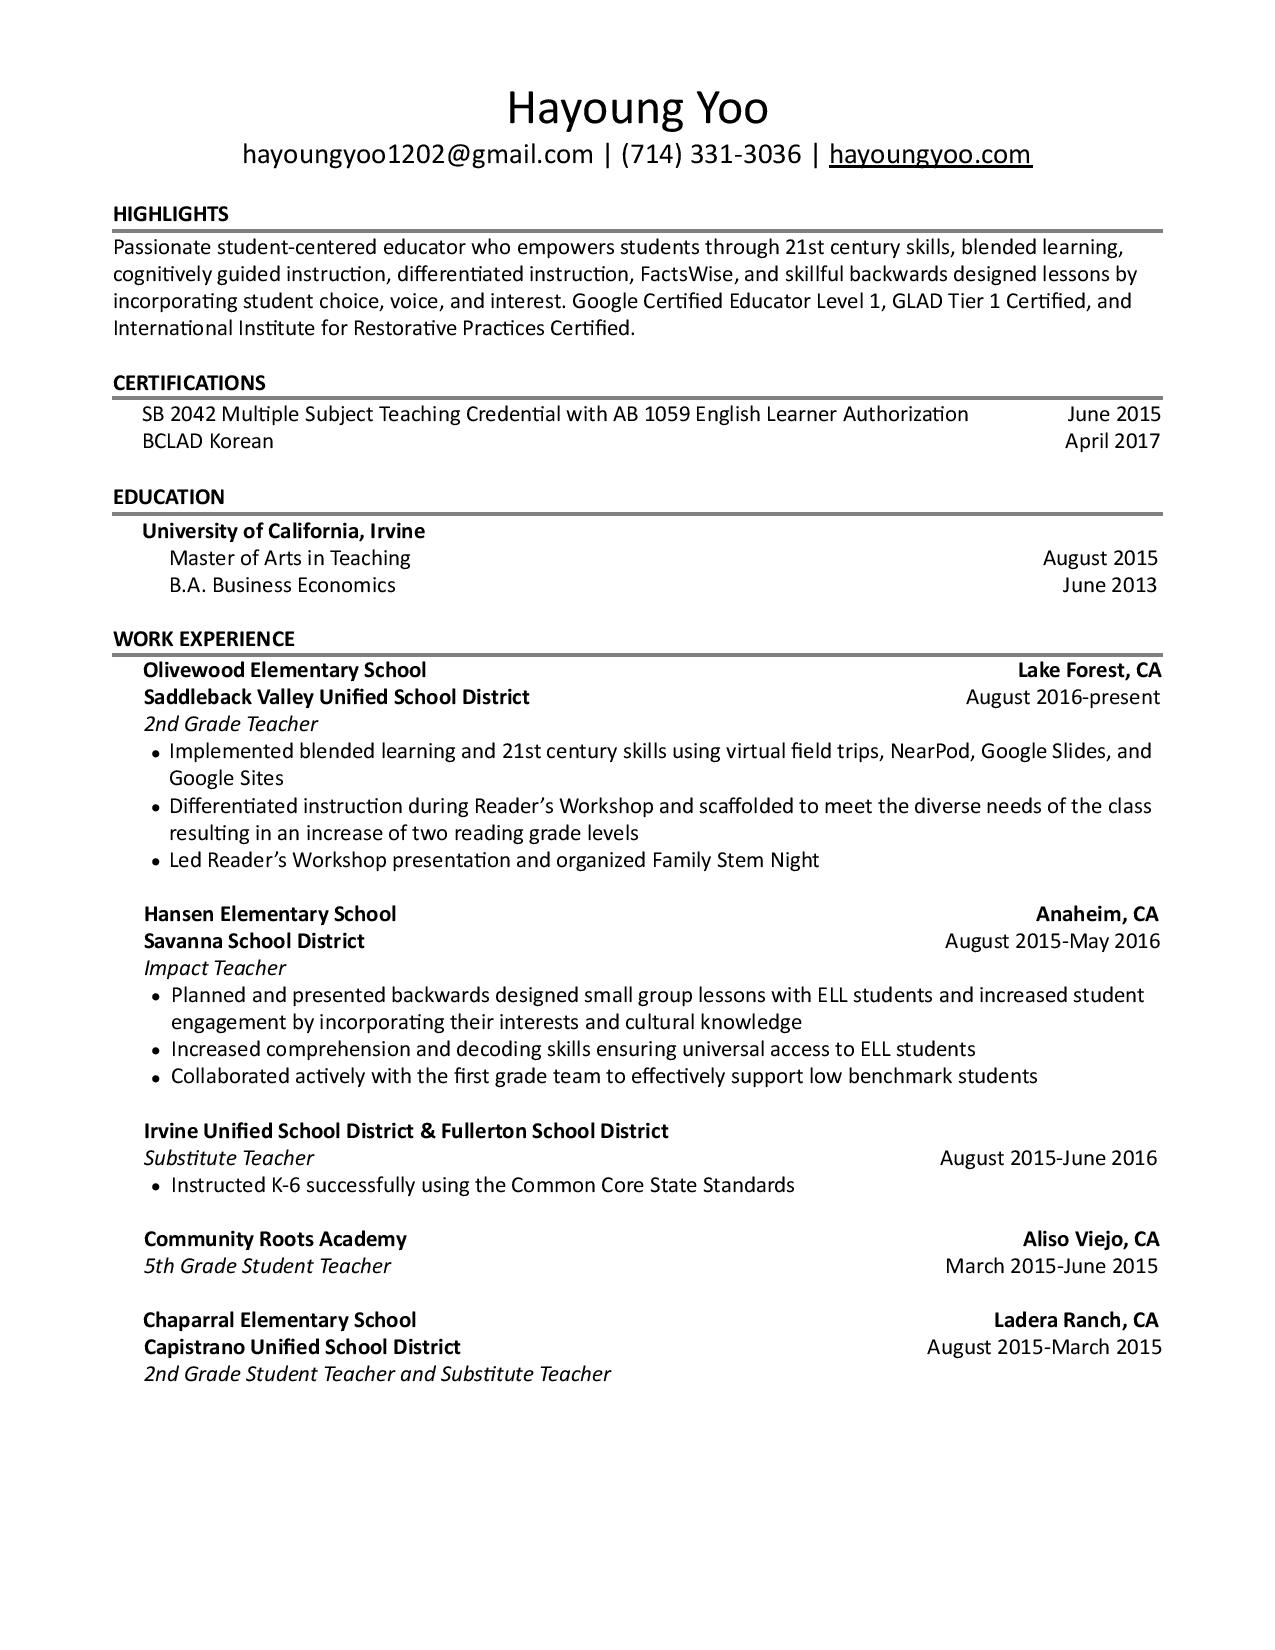 Hayoung Yoo
hayoungyoo1202@gmail.com | (714) 331-3036 | hayoungyoo.com
HIGHLIGHTS
Passionate student-centered educator who empowers students through 21st century skills, blended learning,
cognitively guided instruction, differentiated instruction, FactsWise, and skillful backwards designed lessons by
incorporating student choice, voice, and interest. Google Certified Educator Level 1, GLAD Tier 1 Certified, and
International Institute for Restorative Practices Certified.
CERTIFICATIONS
SB 2042 Multiple Subject Teaching Credential with AB 1059 English Learner Authorization June 2015
BCLAD Korean April 2017
EDUCATION
University of California, Irvine
Master of Arts in Teaching August 2015
B.A. Business Economics June 2013
WORK EXPERIENCE
Olivewood Elementary School Lake Forest, CA
Saddleback Valley Unified School District August 2016-present
2nd Grade Teacher
• Implemented blended learning and 21st century skills using virtual field trips, NearPod, Google Slides, and
Google Sites
• Differentiated instruction during Reader’s Workshop and scaffolded to meet the diverse needs of the class
resulting in an increase of two reading grade levels
• Led Reader’s Workshop presentation and organized Family Stem Night
Hansen Elementary School Anaheim, CA
Savanna School District August 2015-May 2016
Impact Teacher
• Planned and presented backwards designed small group lessons with ELL students and increased student
engagement by incorporating their interests and cultural knowledge
• Increased comprehension and decoding skills ensuring universal access to ELL students
• Collaborated actively with the first grade team to effectively support low benchmark students
Irvine Unified School District & Fullerton School District
Substitute Teacher August 2015-June 2016
• Instructed K-6 successfully using the Common Core State Standards
Community Roots Academy Aliso Viejo, CA
5th Grade Student Teacher March 2015-June 2015
Chaparral Elementary School Ladera Ranch, CA
Capistrano Unified School District August 2015-March 2015
2nd Grade Student Teacher and Substitute Teacher